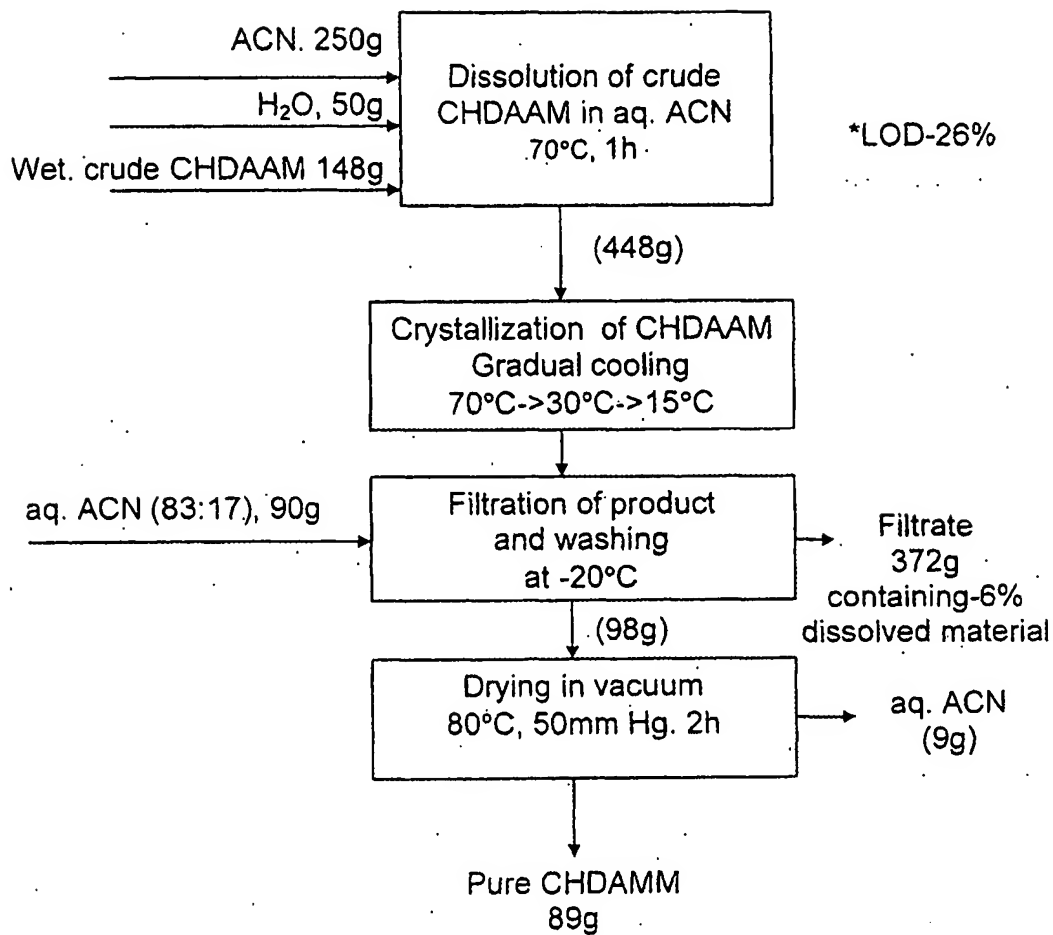 ACN. 250g
H₂O, 50g
Wet. crude CHDAAM 148g
Dissolution of crude
CHDAAM in aq. ACN
70°C, 1h
*LOD-26%
(448g)
Crystallization of CHDAAM
Gradual cooling
70°C->30°C->15°C
aq. ACN (83:17), 90g
Filtration of product
and washing
at -20°C
Filtrate
372g
containing-6%
dissolved material
(98g)
Drying in vacuum
80°C, 50mm Hg. 2h
aq. ACN
(9g)
Pure CHDAMM
89g